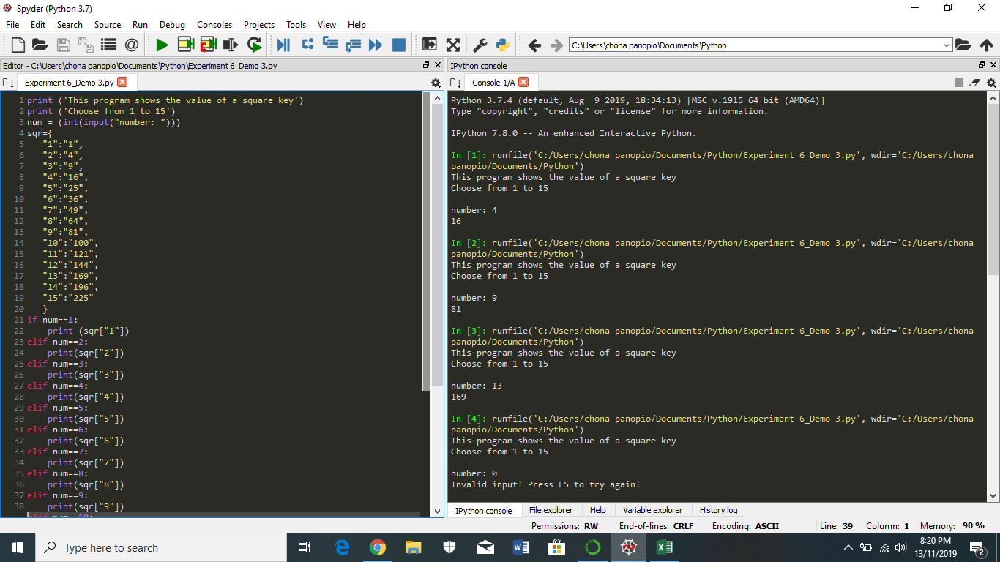 Spyder (Python 3.7)
File Edit Search Source Run Debug Consoles Projects Tools View Help
C:\Users\chona panopio\Documents\Python
Editor - C:\Users\chona panopio\Documents\Python\Experiment 6_Demo 3.py
Experiment 6_Demo 3.py
1 print ('This program shows the value of a square key')
2 print ('Choose from 1 to 15')
3 num = (int(input("number: ")))
4 sqr={
5 "1":"1",
6 "2":"4",
7 "3":"9",
8 "4":"16",
9 "5":"25",
10 "6":"36",
11 "7":"49",
12 "8":"64",
13 "9":"81",
14 "10":"100",
15 "11":"121",
16 "12":"144",
17 "13":"169",
18 "14":"196",
19 "15":"225"
20 }
21 if num==1:
22 print (sqr["1"])
23 elif num==2:
24 print(sqr["2"])
25 elif num==3:
26 print(sqr["3"])
27 elif num==4:
28 print(sqr["4"])
29 elif num==5:
30 print(sqr["5"])
31 elif num==6:
32 print(sqr["6"])
33 elif num==7:
34 print(sqr["7"])
35 elif num==8:
36 print(sqr["8"])
37 elif num==9:
38 print(sqr["9"])
elif num==10:
IPython console
Console 1/A
Python 3.7.4 (default, Aug  9 2019, 18:34:13) [MSC v.1915 64 bit (AMD64)]
Type "copyright", "credits" or "license" for more information.
IPython 7.8.0 -- An enhanced Interactive Python.
In [1]: runfile('C:/Users/chona panopio/Documents/Python/Experiment 6_Demo 3.py', wdir='C:/Users/chona
panopio/Documents/Python')
This program shows the value of a square key
Choose from 1 to 15
number: 4
16
In [2]: runfile('C:/Users/chona panopio/Documents/Python/Experiment 6_Demo 3.py', wdir='C:/Users/chona
panopio/Documents/Python')
This program shows the value of a square key
Choose from 1 to 15
number: 9
81
In [3]: runfile('C:/Users/chona panopio/Documents/Python/Experiment 6_Demo 3.py', wdir='C:/Users/chona
panopio/Documents/Python')
This program shows the value of a square key
Choose from 1 to 15
number: 13
169
In [4]: runfile('C:/Users/chona panopio/Documents/Python/Experiment 6_Demo 3.py', wdir='C:/Users/chona
panopio/Documents/Python')
This program shows the value of a square key
Choose from 1 to 15
number: 0
Invalid input! Press F5 to try again!
IPython console File explorer Help Variable explorer History log
Permissions: RW End-of-lines: CRLF Encoding: ASCII Line: 39 Column: 1 Memory: 90 %
Type here to search
8:20 PM
13/11/2019
2